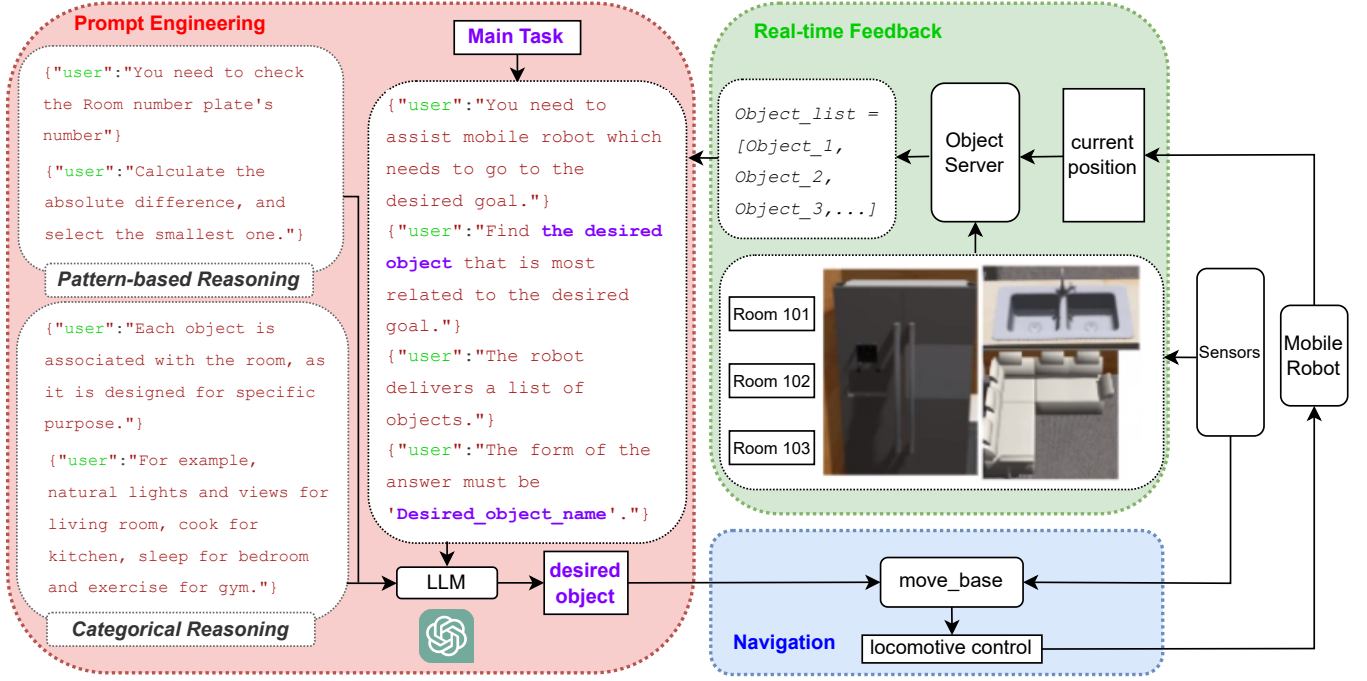 Prompt Engineering
{"user":"You need to check
the Room number plate's
number"}
{"user":"Calculate the
absolute difference, and
select the smallest one."}
Pattern-based Reasoning
{"user":"Each object is
associated with the room, as
it is designed for specific
purpose."}
{"user":"For example,
natural lights and views for
living room, cook for
kitchen, sleep for bedroom
and exercise for gym."}
Categorical Reasoning
Main Task
{"user":"You need to
assist mobile robot which
needs to go to the
desired goal."}
{"user":"Find the desired
object that is most
related to the desired
goal."}
{"user":"The robot
delivers a list of
objects."}
{"user":"The form of the
answer must be
'Desired_object_name'."}
LLM
desired
object
Real-time Feedback
Object_list =
[Object_1,
Object_2,
Object_3,...]
Object
Server
current
position
Room 101
Room 102
Room 103
Sensors
Mobile
Robot
move_base
locomotive control
Navigation